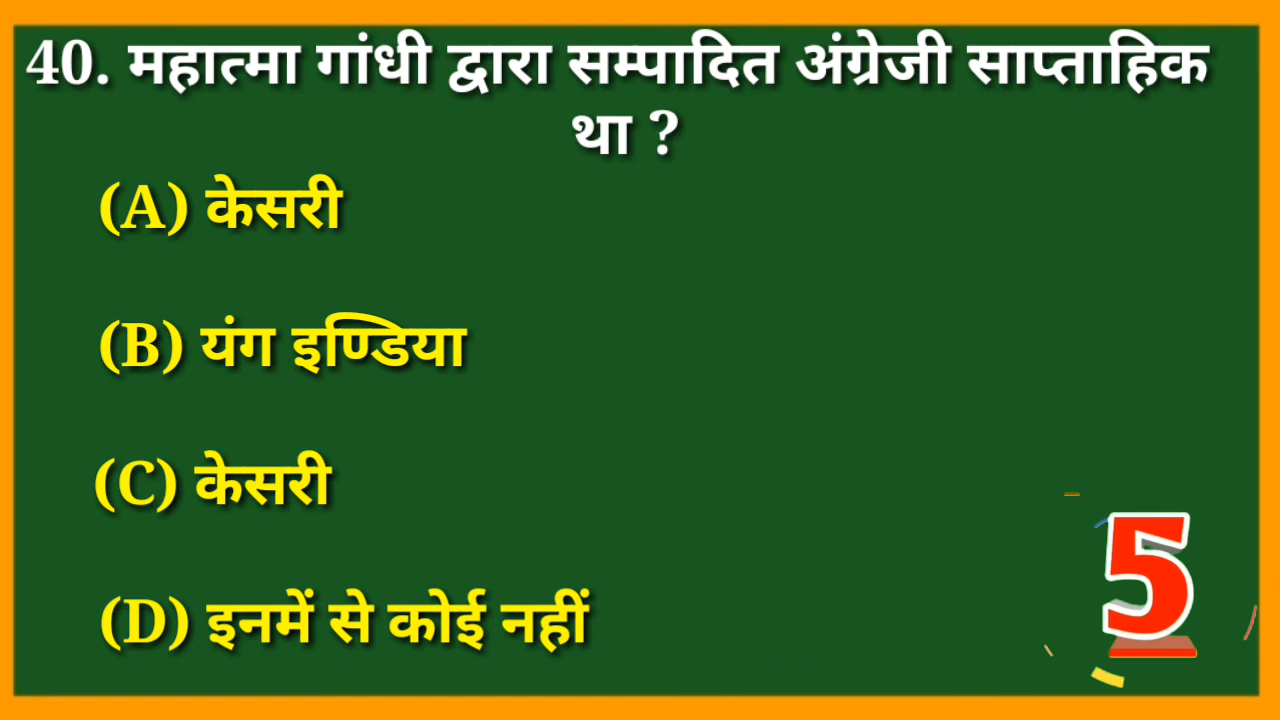 40. महात्मा गांधी द्वारा सम्पादित अंग्रेजी साप्ताहिक
था ?
(A) केसरी
(B) यंग इण्डिया
(C) केसरी
(D) इनमें से कोई नहीं
5